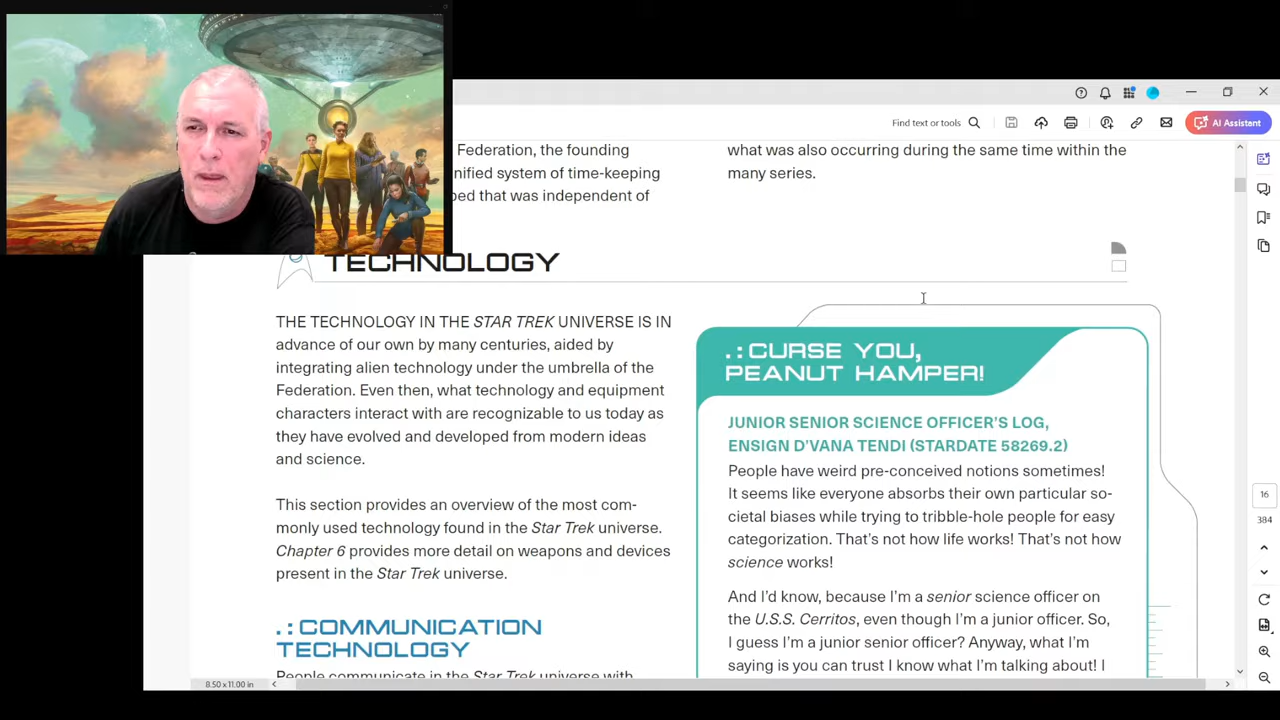 Find text or tools
AI Assistant
Federation, the founding
nified system of time-keeping
ped that was independent of
what was also occurring during the same time within the
many series.
TECHNOLOGY
THE TECHNOLOGY IN THE STAR TREK UNIVERSE IS IN
advance of our own by many centuries, aided by
integrating alien technology under the umbrella of the
Federation. Even then, what technology and equipment
characters interact with are recognizable to us today as
they have evolved and developed from modern ideas
and science.
This section provides an overview of the most com-
monly used technology found in the Star Trek universe.
Chapter 6 provides more detail on weapons and devices
present in the Star Trek universe.
.:COMMUNICATION
TECHNOLOGY
People communicate in the Star Trek universe with
.:CURSE YOU,
PEANUT HAMPER!
JUNIOR SENIOR SCIENCE OFFICER'S LOG,
ENSIGN D'VANA TENDI (STARDATE 58269.2)
People have weird pre-conceived notions sometimes!
It seems like everyone absorbs their own particular so-
cietal biases while trying to tribble-hole people for easy
categorization. That's not how life works! That's not how
science works!
And I'd know, because I'm a senior science officer on
the U.S.S. Cerritos, even though I'm a junior officer. So,
I guess I'm a junior senior officer? Anyway, what I'm
saying is you can trust I know what I'm talking about! I
16
384
8.50 x 11.00 in